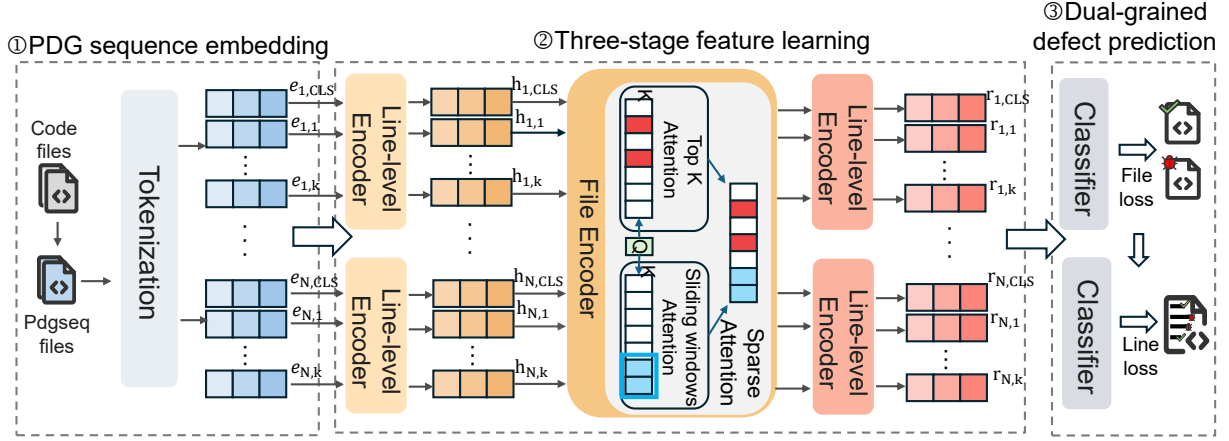 ①PDG sequence embedding
②Three-stage feature learning
③Dual-grained
defect prediction
Code
files
Pdgseq
files
Tokenization
e1,CLS
e1,1
e1,k
eN,CLS
eN,1
eN,k
Line-level
Encoder
Line-level
Encoder
h1,CLS
h1,1
h1,k
hN,CLS
hN,1
hN,k
File Encoder
K
Top K
Attention
Q
K
Sliding windows
Attention
Sparse
Attention
Line-level
Encoder
Line-level
Encoder
r1,CLS
r1,1
r1,k
rN,CLS
rN,1
rN,k
Classifier
File
loss
Classifier
Line
loss